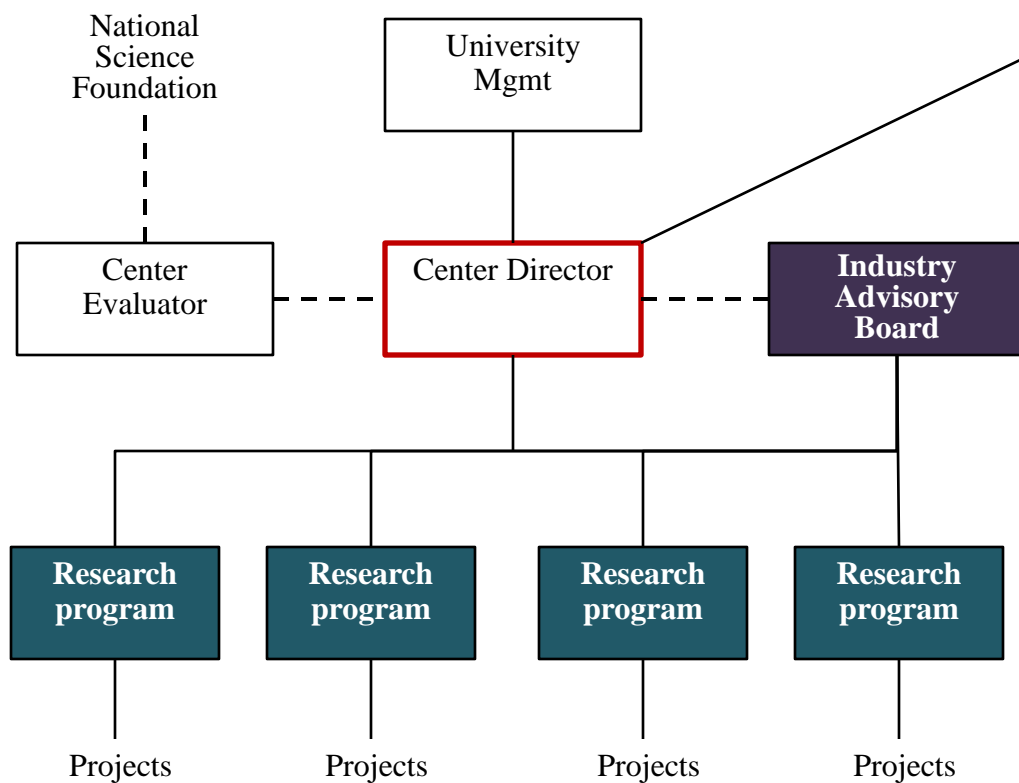 National
Science
Foundation
University
Mgmt
Center
Evaluator
Center Director
Industry
Advisory
Board
Research
program
Research
program
Research
program
Research
program
Projects
Projects
Projects
Projects